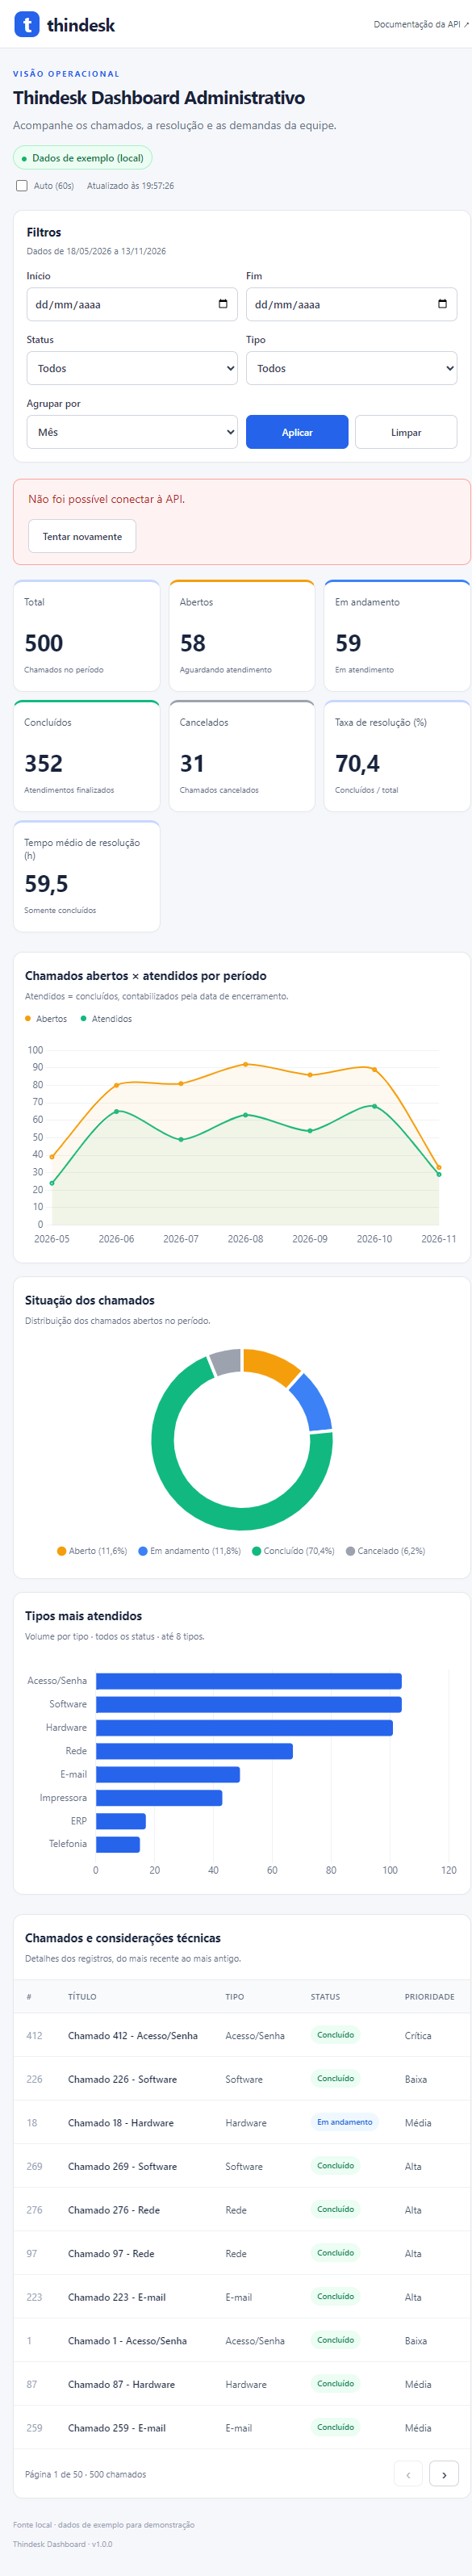 t thindesk
Documentação da API ↗
VISÃO OPERACIONAL
Thindesk Dashboard Administrativo
Acompanhe os chamados, a resolução e as demandas da equipe.
Dados de exemplo (local)
Auto (60s) Atualizado às 19:57:26
Filtros
Dados de 18/05/2026 a 13/11/2026
Início Fim
dd/mm/aaaa dd/mm/aaaa
Status Tipo
Todos Todos
Agrupar por
Mês Aplicar Limpar
Não foi possível conectar à API.
Tentar novamente
Total Abertos Em andamento
500 58 59
Chamados no período Aguardando atendimento Em atendimento
Concluídos Cancelados Taxa de resolução (%)
352 31 70,4
Atendimentos finalizados Chamados cancelados Concluídos / total
Tempo médio de resolução
(h)
59,5
Somente concluídos
Chamados abertos × atendidos por período
Atendidos = concluídos, contabilizados pela data de encerramento.
Abertos Atendidos
100
90
80
70
60
50
40
30
20
10
0
2026-05 2026-06 2026-07 2026-08 2026-09 2026-10 2026-11
Situação dos chamados
Distribuição dos chamados abertos no período.
Aberto (11,6%) Em andamento (11,8%) Concluído (70,4%) Cancelado (6,2%)
Tipos mais atendidos
Volume por tipo · todos os status · até 8 tipos.
Acesso/Senha
Software
Hardware
Rede
E-mail
Impressora
ERP
Telefonia
0 20 40 60 80 100 120
Chamados e considerações técnicas
Detalhes dos registros, do mais recente ao mais antigo.
# TÍTULO TIPO STATUS PRIORIDADE
412 Chamado 412 - Acesso/Senha Acesso/Senha Concluído Crítica
226 Chamado 226 - Software Software Concluído Baixa
18 Chamado 18 - Hardware Hardware Em andamento Média
269 Chamado 269 - Software Software Concluído Alta
276 Chamado 276 - Rede Rede Concluído Alta
97 Chamado 97 - Rede Rede Concluído Alta
223 Chamado 223 - E-mail E-mail Concluído Alta
1 Chamado 1 - Acesso/Senha Acesso/Senha Concluído Baixa
87 Chamado 87 - Hardware Hardware Concluído Média
259 Chamado 259 - E-mail E-mail Concluído Média
Página 1 de 50 · 500 chamados ‹ ›
Fonte local · dados de exemplo para demonstração
Thindesk Dashboard · v1.0.0